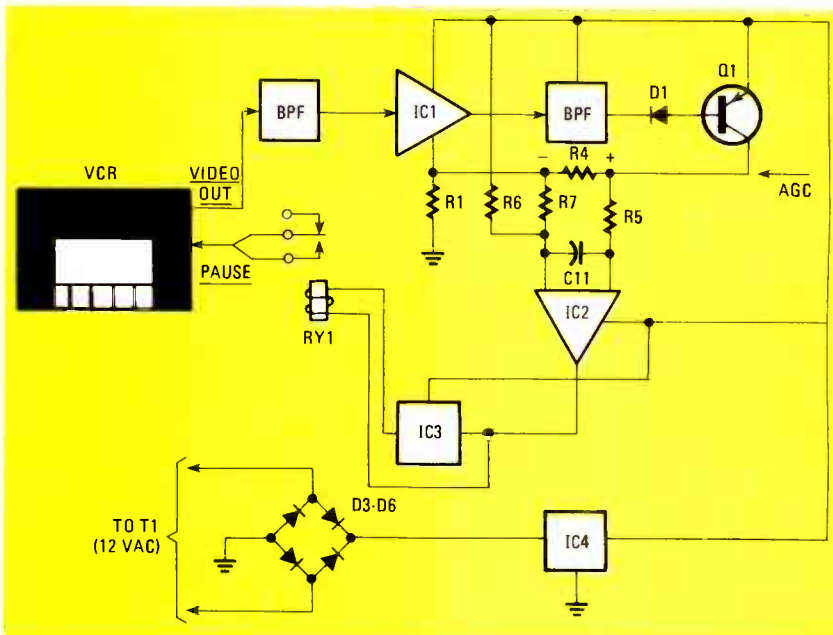 Q1
D1
BPF
IC1
BPF
R4
- +
VCR
VIDEO
OUT
R1
R6
R7
R5
AGC
PAUSE
C11
RY1
IC2
IC3
D3-D6
TO T1
(12 VAC)
IC4